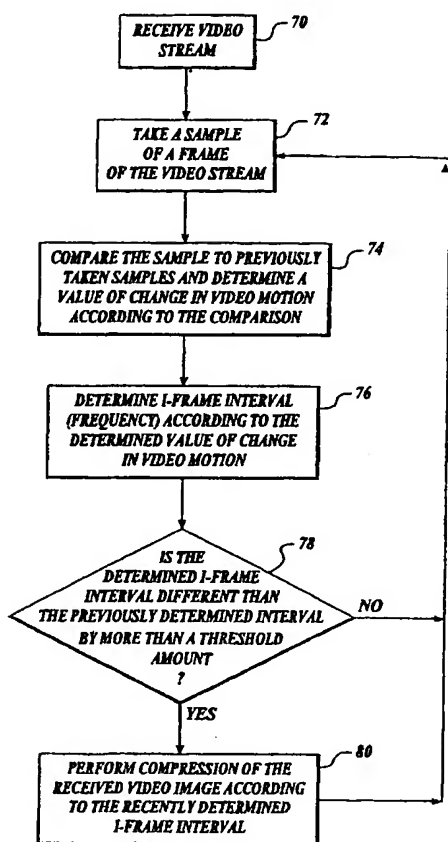 70
RECEIVE VIDEO
STREAM
72
TAKE A SAMPLE
OF A FRAME
OF THE VIDEO STREAM
74
COMPARE THE SAMPLE TO PREVIOUSLY
TAKEN SAMPLES AND DETERMINE A
VALUE OF CHANGE IN VIDEO MOTION
ACCORDING TO THE COMPARISON
76
DETERMINE I-FRAME INTERVAL
(FREQUENCY) ACCORDING TO THE
DETERMINED VALUE OF CHANGE
IN VIDEO MOTION
78
IS THE
DETERMINED I-FRAME
INTERVAL DIFFERENT THAN
THE PREVIOUSLY DETERMINED INTERVAL
BY MORE THAN A THRESHOLD
AMOUNT
?
NO
YES
80
PERFORM COMPRESSION OF THE
RECEIVED VIDEO IMAGE ACCORDING
TO THE RECENTLY DETERMINED
I-FRAME INTERVAL